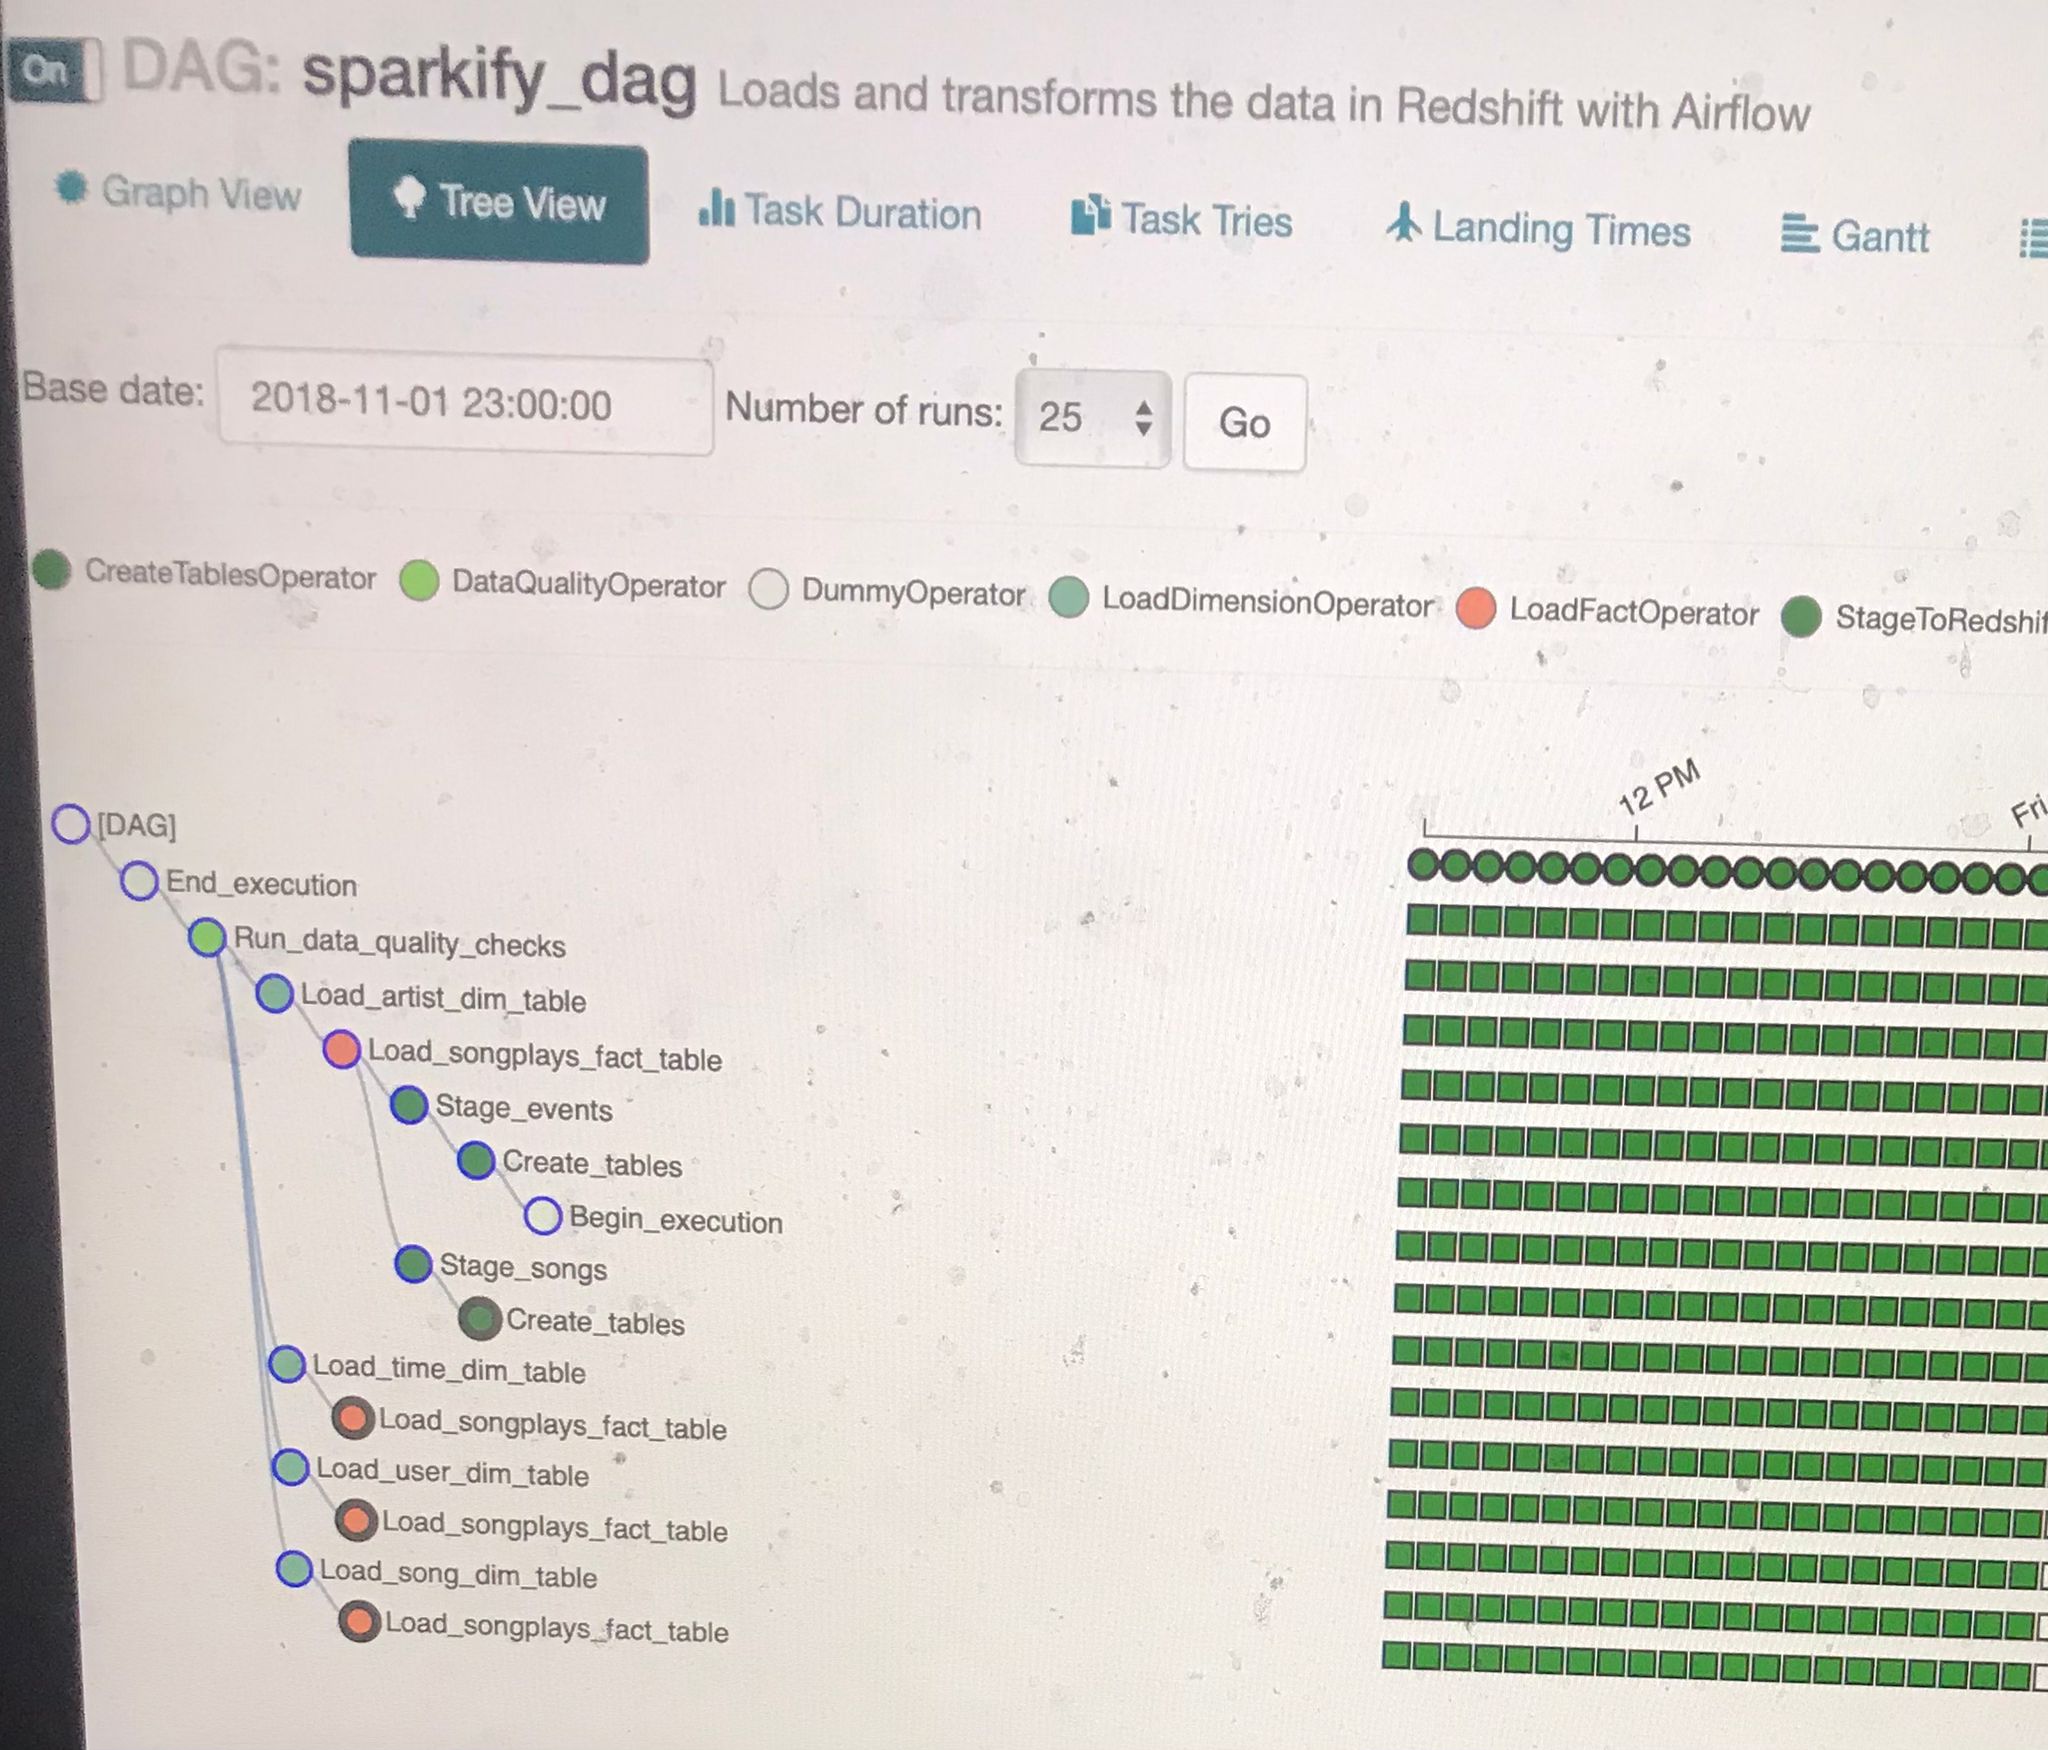 On DAG: sparkify_dag Loads and transforms the data in Redshift with Airflow
Graph View Tree View Task Duration Task Tries Landing Times Gantt
Base date: 2018-11-01 23:00:00 Number of runs: 25 Go
CreateTablesOperator DataQualityOperator DummyOperator LoadDimensionOperator LoadFactOperator StageToRedshif
12 PM Fri
[DAG]
End_execution
Run_data_quality_checks
Load_artist_dim_table
Load_songplays_fact_table
Stage_events
Create_tables
Begin_execution
Stage_songs
Create_tables
Load_time_dim_table
Load_songplays_fact_table
Load_user_dim_table
Load_songplays_fact_table
Load_song_dim_table
Load_songplays_fact_table